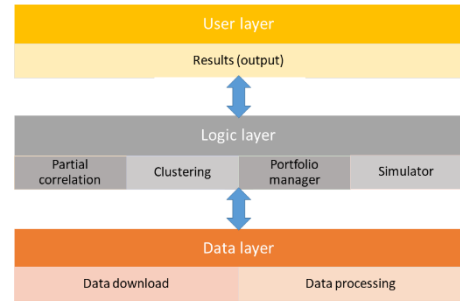 User layer
Results (output)
Logic layer
Partial
correlation
Clustering
Portfolio
manager
Simulator
Data layer
Data download
Data processing